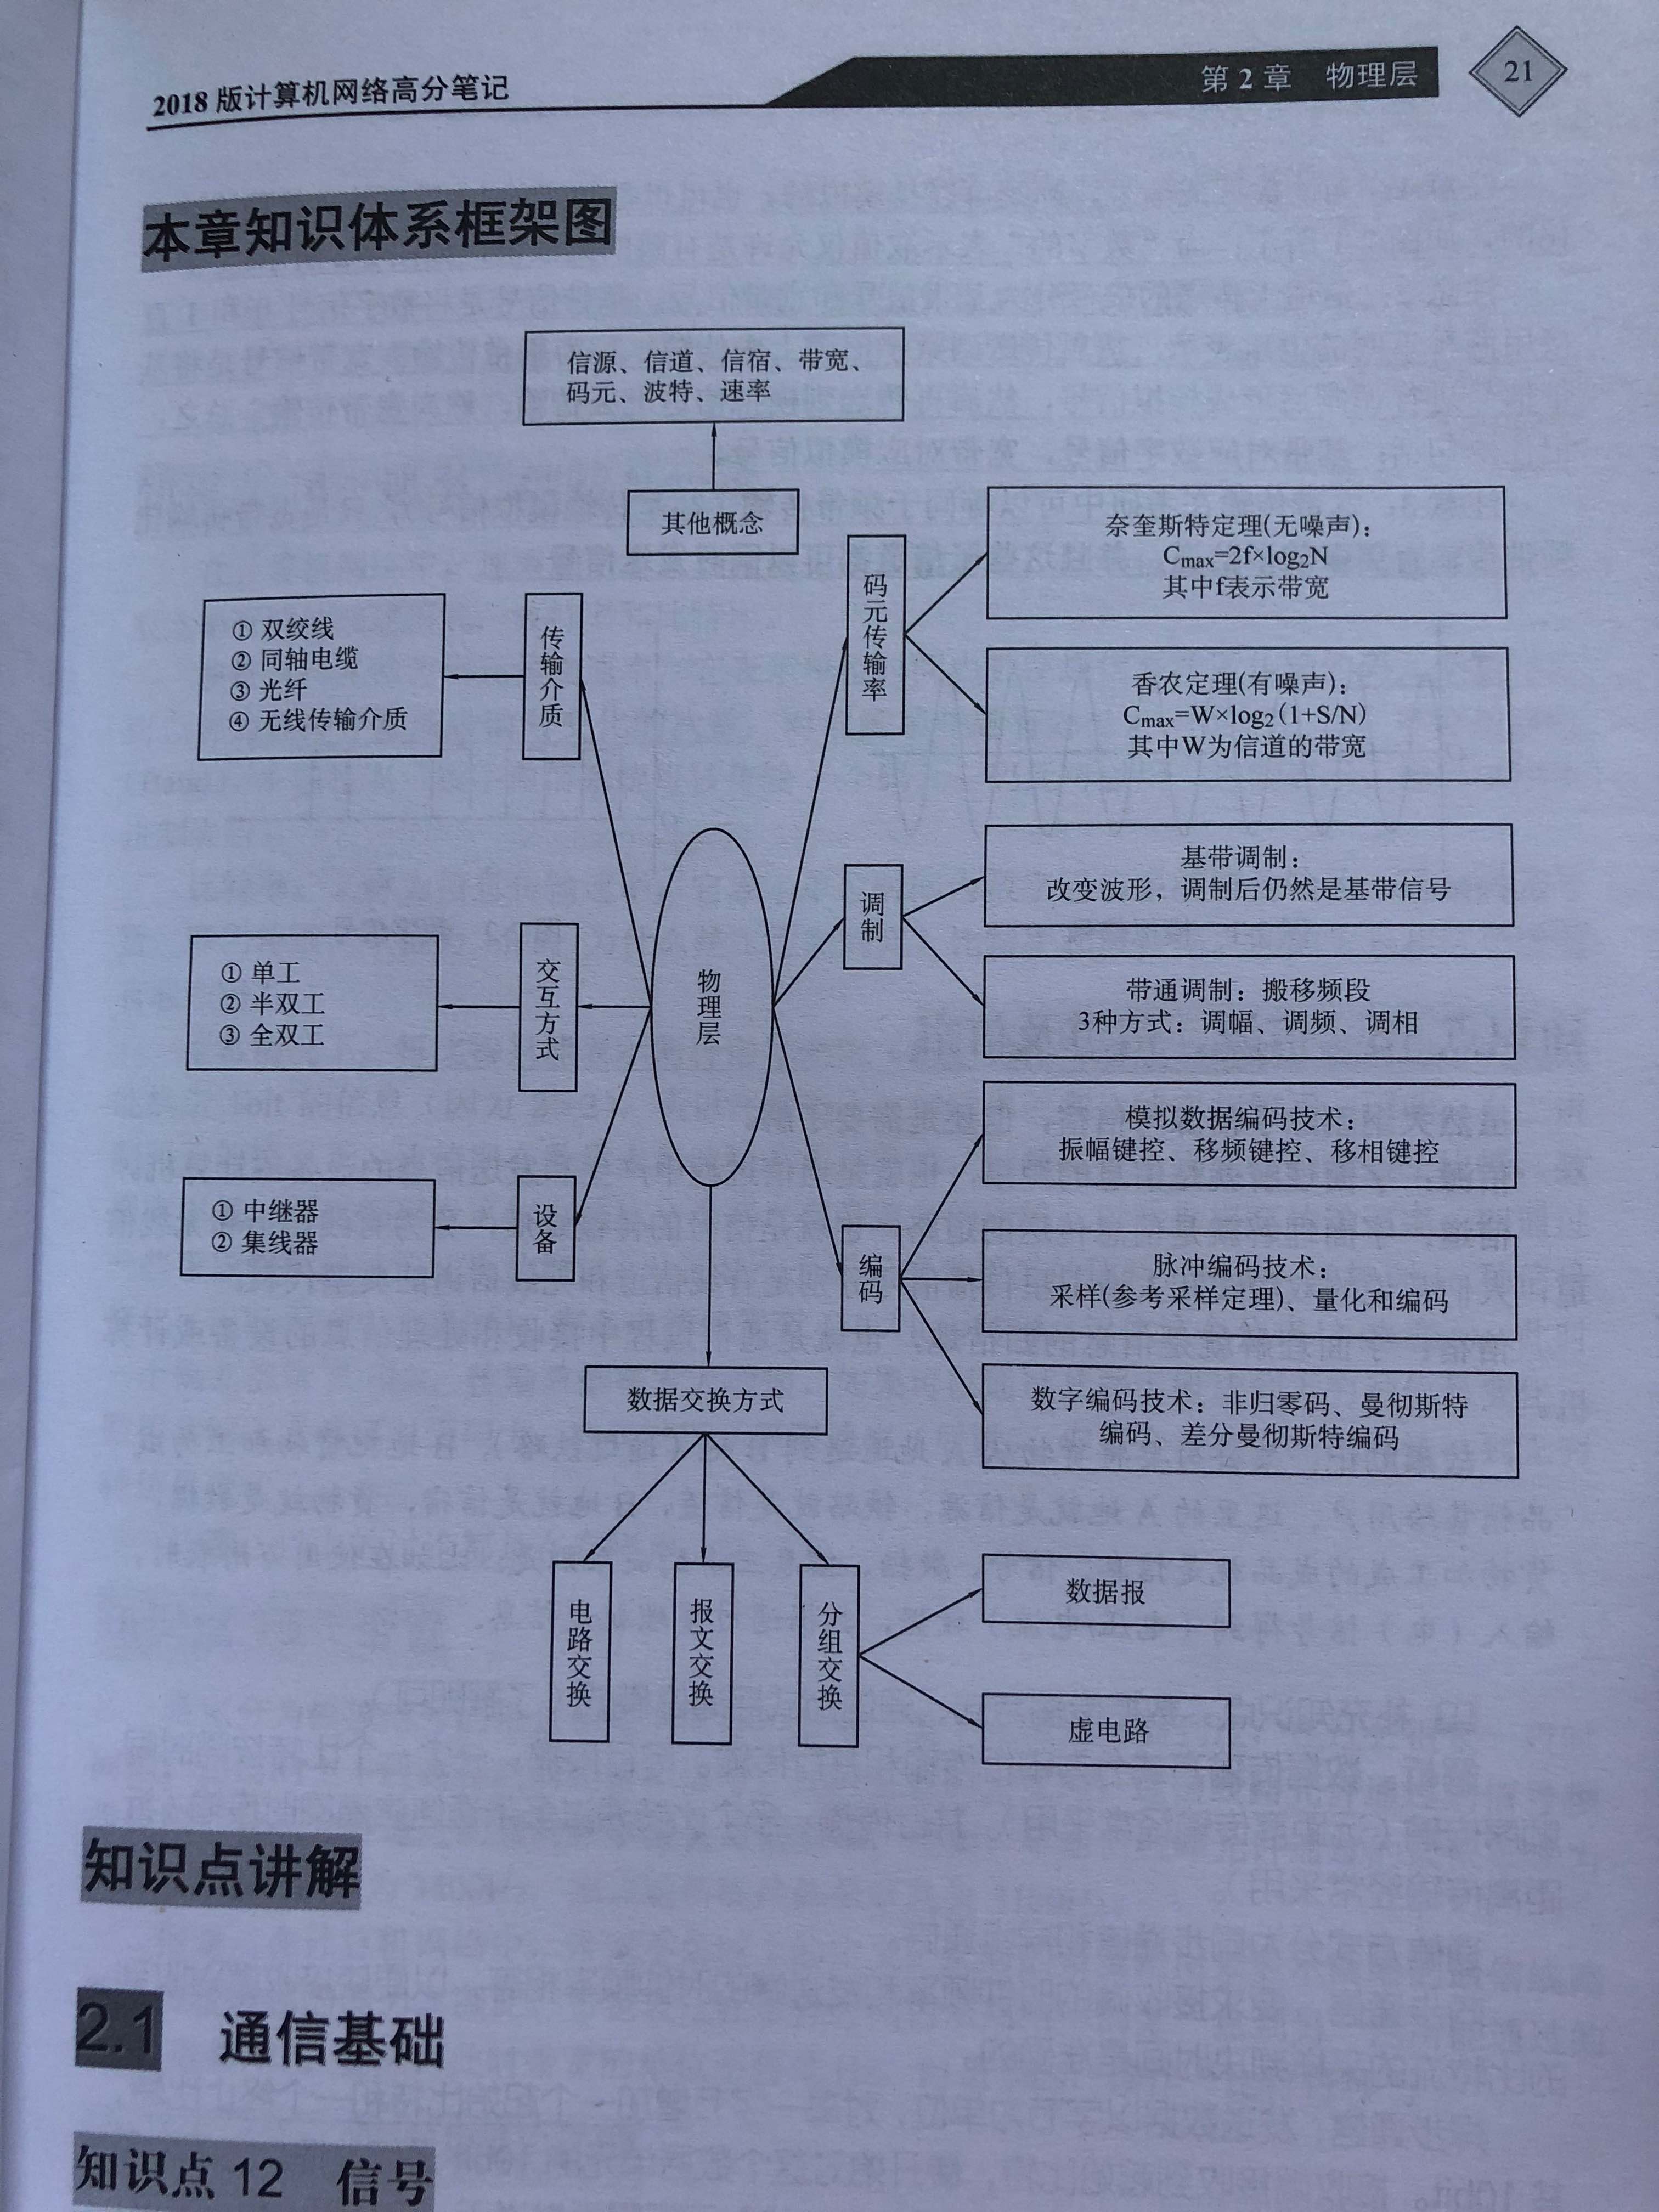 2018 版计算机网络高分笔记
第 2 章 物理层
21
本章知识体系框架图
信源、信道、信宿、带宽、
码元、波特、速率
其他概念
码元传输率
奈奎斯特定理(无噪声)：
Cmax=2f×log2N
其中f表示带宽
香农定理(有噪声)：
Cmax=W×log2(1+S/N)
其中W为信道的带宽
传输介质
① 双绞线
② 同轴电缆
③ 光纤
④ 无线传输介质
调制
基带调制：
改变波形，调制后仍然是基带信号
带通调制：搬移频段
3种方式：调幅、调频、调相
物理层
交互方式
① 单工
② 半双工
③ 全双工
设备
① 中继器
② 集线器
编码
模拟数据编码技术：
振幅键控、移频键控、移相键控
脉冲编码技术：
采样(参考采样定理)、量化和编码
数字编码技术：非归零码、曼彻斯特
编码、差分曼彻斯特编码
数据交换方式
电路交换
报文交换
分组交换
数据报
虚电路
知识点讲解
2.1 通信基础
知识点 12 信号